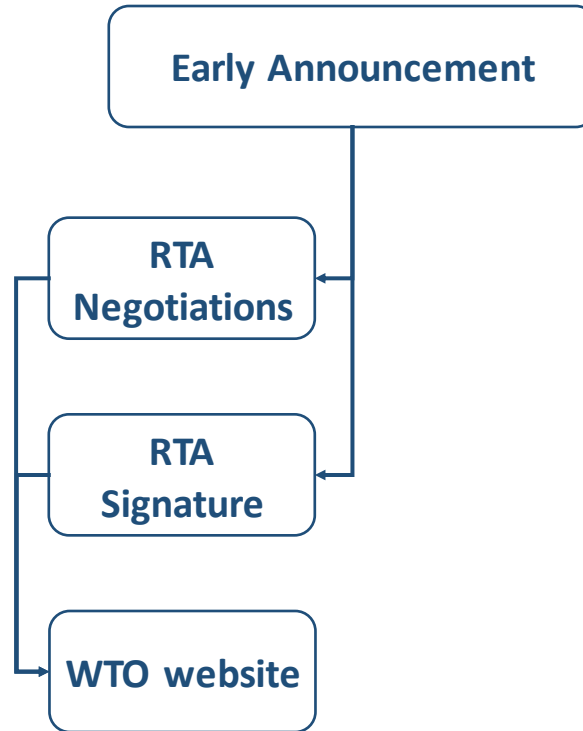 Early Announcement
RTA
Negotiations
RTA
Signature
WTO website